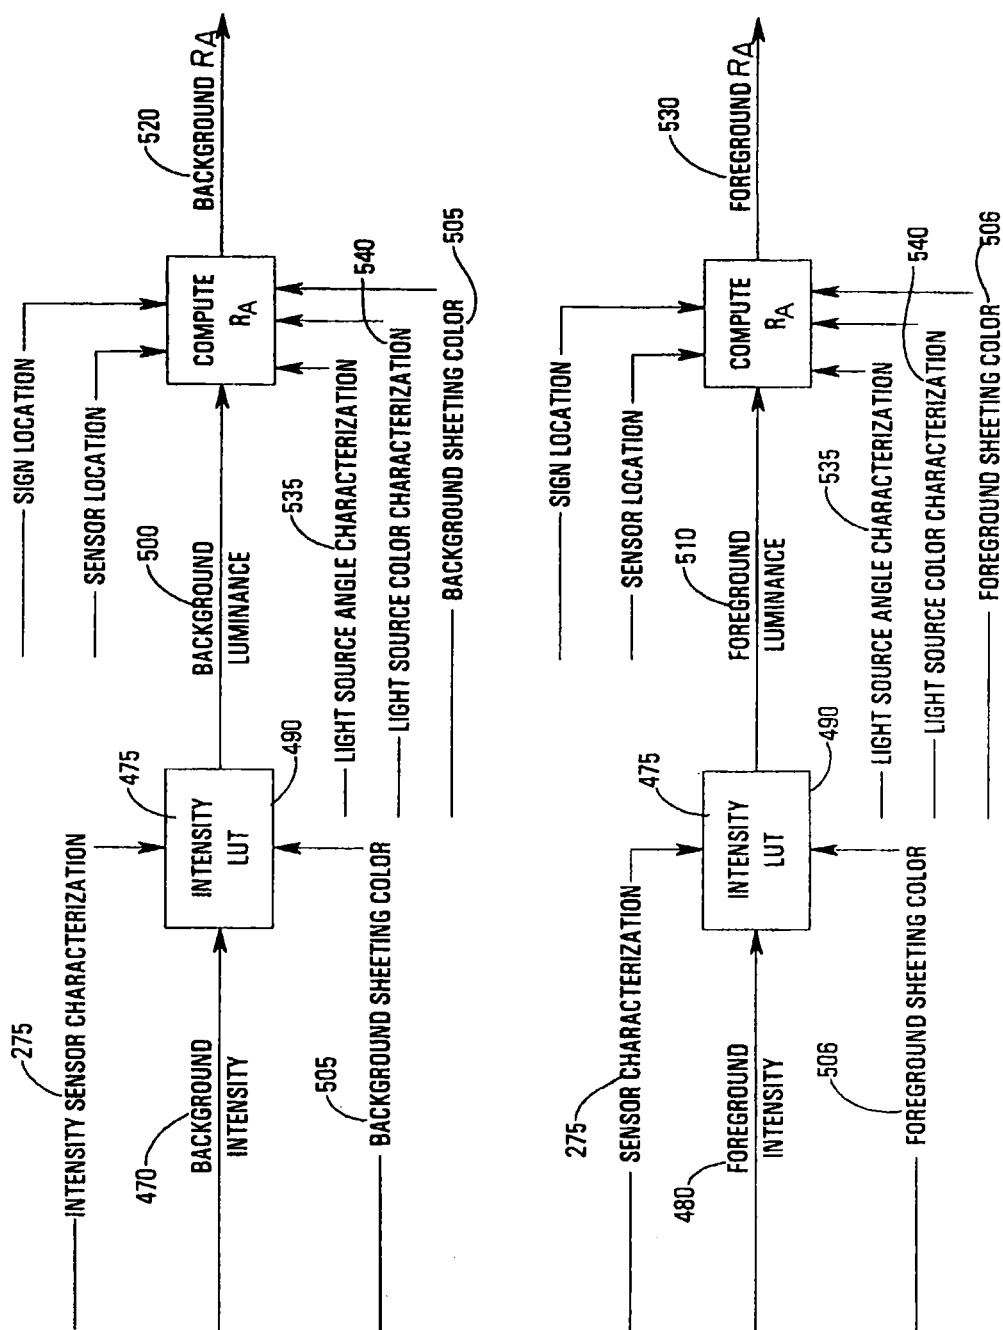 275
INTENSITY SENSOR CHARACTERIZATION
470
BACKGROUND
INTENSITY
505
BACKGROUND SHEETING COLOR
475
INTENSITY
LUT
490
SIGN LOCATION
SENSOR LOCATION
500
BACKGROUND
LUMINANCE
535
LIGHT SOURCE ANGLE CHARACTERIZATION
540
LIGHT SOURCE COLOR CHARACTERIZATION
505
BACKGROUND SHEETING COLOR
COMPUTE
RA
520
BACKGROUND RA
275
SENSOR CHARACTERIZATION
480
FOREGROUND
INTENSITY
506
FOREGROUND SHEETING COLOR
475
INTENSITY
LUT
490
SIGN LOCATION
SENSOR LOCATION
510
FOREGROUND
LUMINANCE
535
LIGHT SOURCE ANGLE CHARACTERIZATION
540
LIGHT SOURCE COLOR CHARACTERIZATION
506
FOREGROUND SHEETING COLOR
COMPUTE
RA
530
FOREGROUND RA